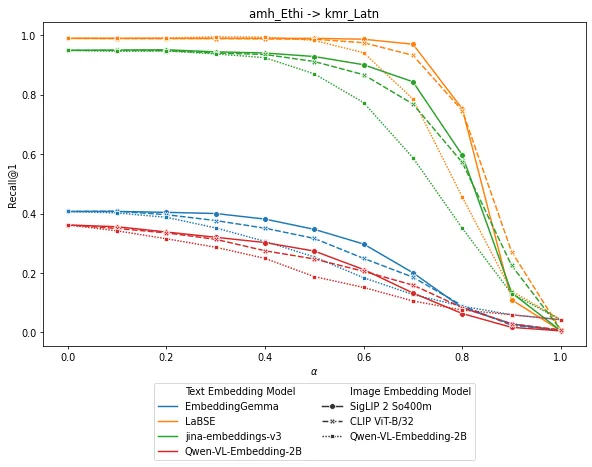 amh_Ethi -> kmr_Latn
Recall@1
1.0
0.8
0.6
0.4
0.2
0.0
0.0 0.2 0.4 0.6 0.8 1.0
α
Text Embedding Model
EmbeddingGemma
LaBSE
jina-embeddings-v3
Qwen-VL-Embedding-2B
Image Embedding Model
SigLIP 2 So400m
CLIP ViT-B/32
Qwen-VL-Embedding-2B